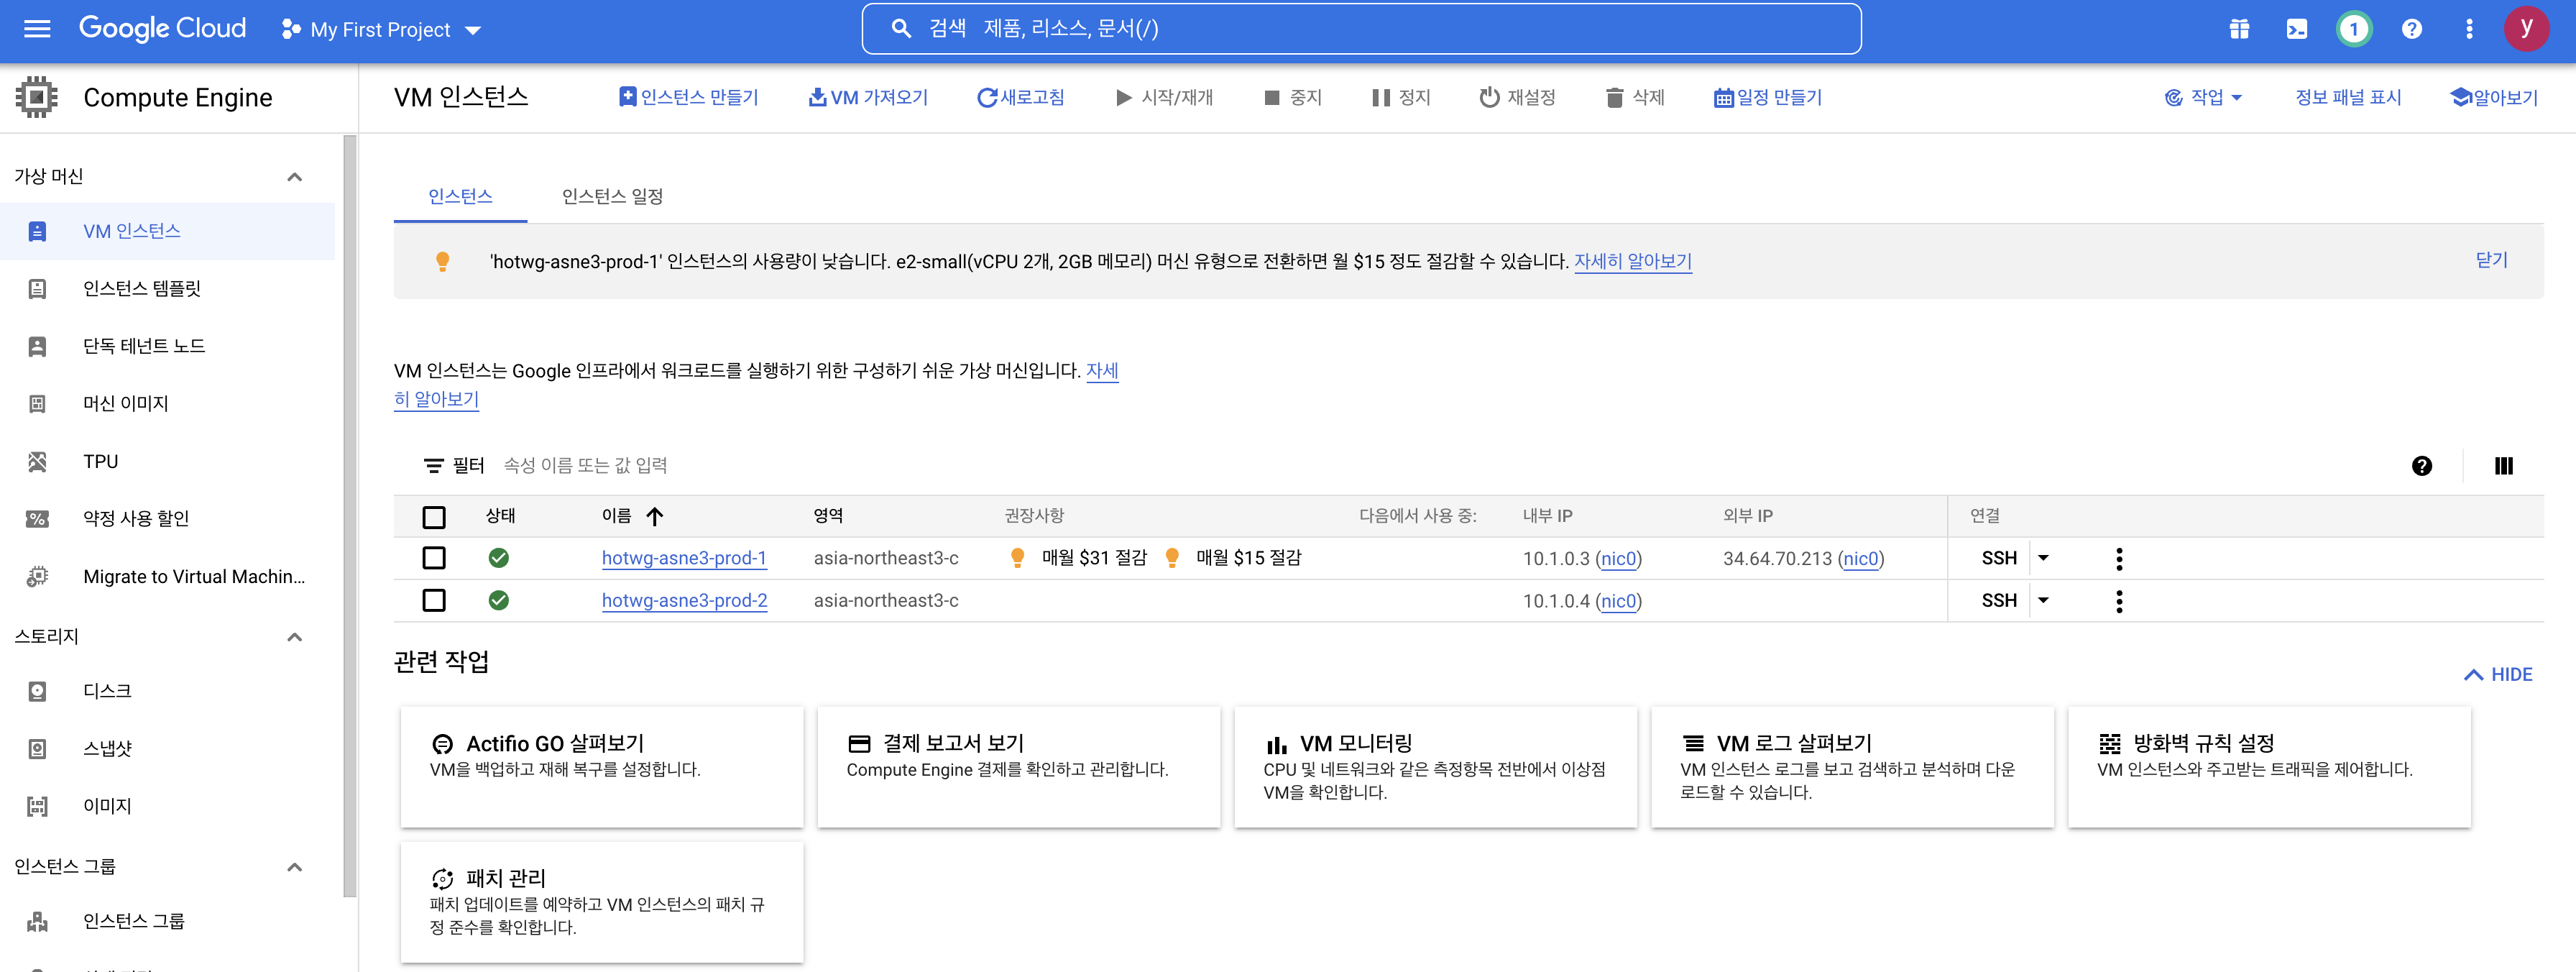 Google Cloud
My First Project
검색 제품, 리소스, 문서(/)
1
y
Compute Engine
VM 인스턴스
인스턴스 만들기
VM 가져오기
새로고침
시작/재개
중지
정지
재설정
삭제
일정 만들기
작업
정보 패널 표시
알아보기
가상 머신
VM 인스턴스
인스턴스 템플릿
단독 테넌트 노드
머신 이미지
TPU
약정 사용 할인
Migrate to Virtual Machin...
스토리지
디스크
스냅샷
이미지
인스턴스 그룹
인스턴스 그룹
인스턴스
인스턴스 일정
'hotwg-asne3-prod-1' 인스턴스의 사용량이 낮습니다. e2-small(vCPU 2개, 2GB 메모리) 머신 유형으로 전환하면 월 $15 정도 절감할 수 있습니다. 자세히 알아보기
닫기
VM 인스턴스는 Google 인프라에서 워크로드를 실행하기 위한 구성하기 쉬운 가상 머신입니다. 자세
히 알아보기
필터 속성 이름 또는 값 입력
상태 이름 영역 권장사항 다음에서 사용 중: 내부 IP 외부 IP 연결
hotwg-asne3-prod-1 asia-northeast3-c 매월 $31 절감 매월 $15 절감 10.1.0.3 (nic0) 34.64.70.213 (nic0) SSH
hotwg-asne3-prod-2 asia-northeast3-c 10.1.0.4 (nic0) SSH
관련 작업
HIDE
Actifio GO 살펴보기
VM을 백업하고 재해 복구를 설정합니다.
결제 보고서 보기
Compute Engine 결제를 확인하고 관리합니다.
VM 모니터링
CPU 및 네트워크와 같은 측정항목 전반에서 이상점
VM을 확인합니다.
VM 로그 살펴보기
VM 인스턴스 로그를 보고 검색하고 분석하며 다운
로드할 수 있습니다.
방화벽 규칙 설정
VM 인스턴스와 주고받는 트래픽을 제어합니다.
패치 관리
패치 업데이트를 예약하고 VM 인스턴스의 패치 규
정 준수를 확인합니다.